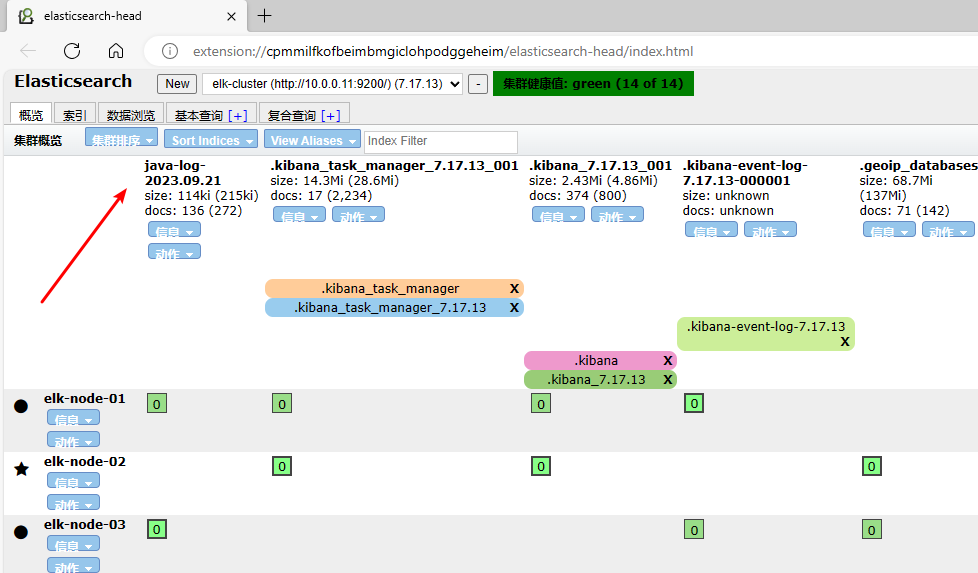 elasticsearch-head
extension://cpmmilfkofbeimbmgiclohpodggeheim/elasticsearch-head/index.html
Elasticsearch New elk-cluster (http://10.0.0.11:9200/) (7.17.13) - 集群健康值: green (14 of 14)
概览 索引 数据浏览 基本查询 [+] 复合查询 [+]
集群概览 集群排序 Sort Indices View Aliases Index Filter
java-log-
2023.09.21
size: 114ki (215ki)
docs: 136 (272)
信息
动作
.kibana_task_manager_7.17.13_001
size: 14.3Mi (28.6Mi)
docs: 17 (2,234)
信息 动作
.kibana_7.17.13_001
size: 2.43Mi (4.86Mi)
docs: 374 (800)
信息 动作
.kibana-event-log-
7.17.13-000001
size: unknown
docs: unknown
信息 动作
.geoip_databases
size: 68.7Mi
(137Mi)
docs: 71 (142)
信息 动作
.kibana_task_manager X
.kibana_task_manager_7.17.13 X
.kibana-event-log-7.17.13
X
.kibana X
.kibana_7.17.13 X
elk-node-01 0 0 0 0
信息
动作
elk-node-02 0 0 0
信息
动作
elk-node-03 0 0 0
信息
动作